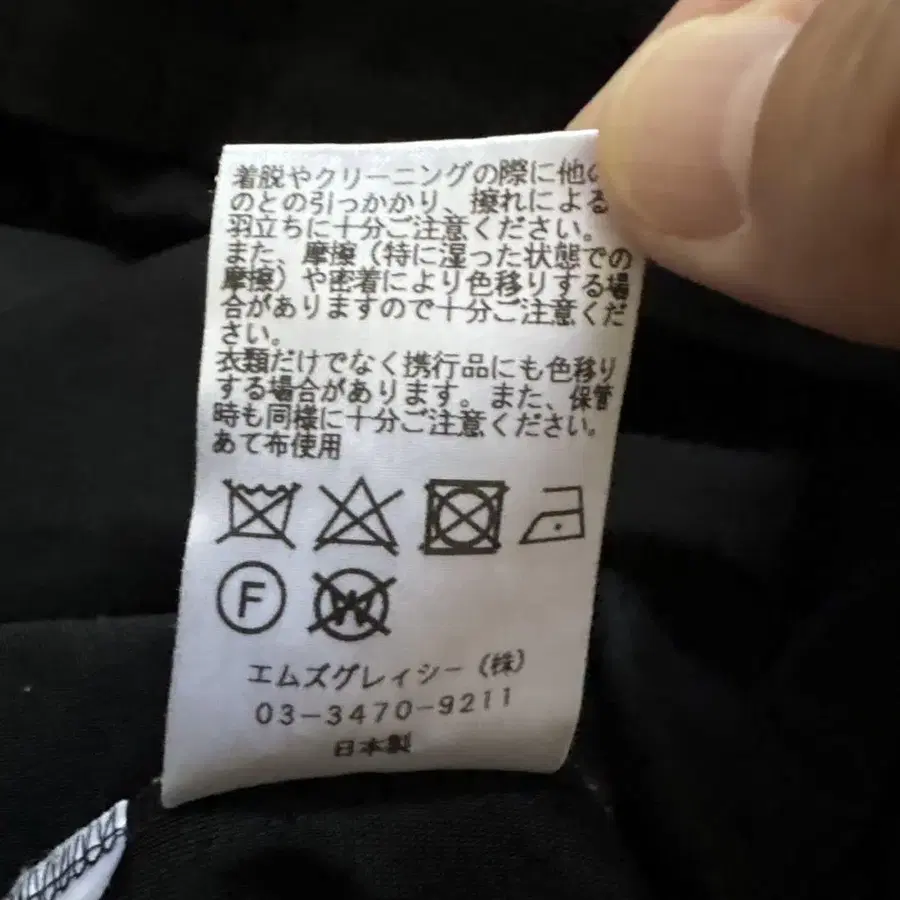 着脱やクリーニングの際に他の
のとの引っかかり、擦れによる
羽立ちに十分ご注意ください。
また、摩擦（特に湿った状態での
摩擦）や密着により色移りする場
合がありますので十分ご注意くだ
さい。
衣類だけでなく携行品にも色移り
する場合があります。また、保管
時も同様に十分ご注意ください。
あて布使用
F
W
エムズグレイシー（株）
03-3470-9211
日本製